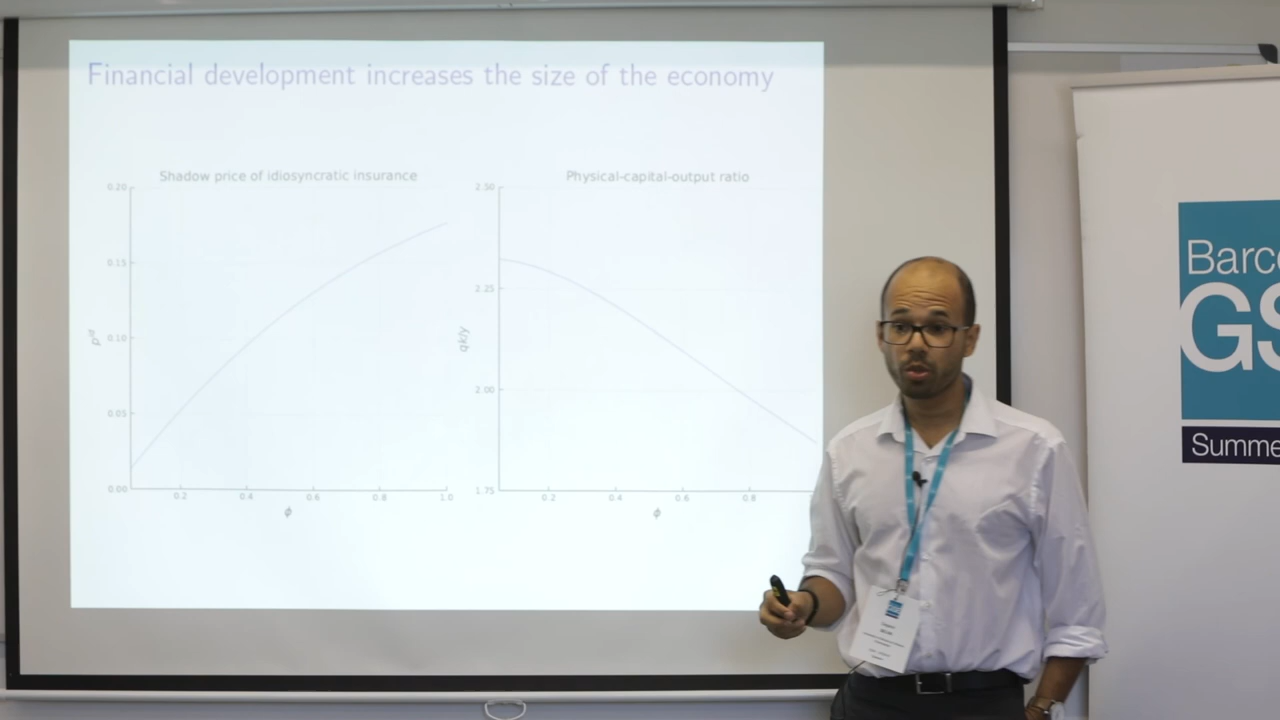 Financial development increases the size of the economy
Shadow price of idiosyncratic insurance
0.20
0.15
0.10
0.05
0.00
0.2 0.4 0.6 0.8 1.0
p^id
ϕ
Physical-capital-output ratio
2.50
2.25
2.00
1.75
0.2 0.4 0.6 0.8
qk/y
ϕ
Barce
GS
Summe